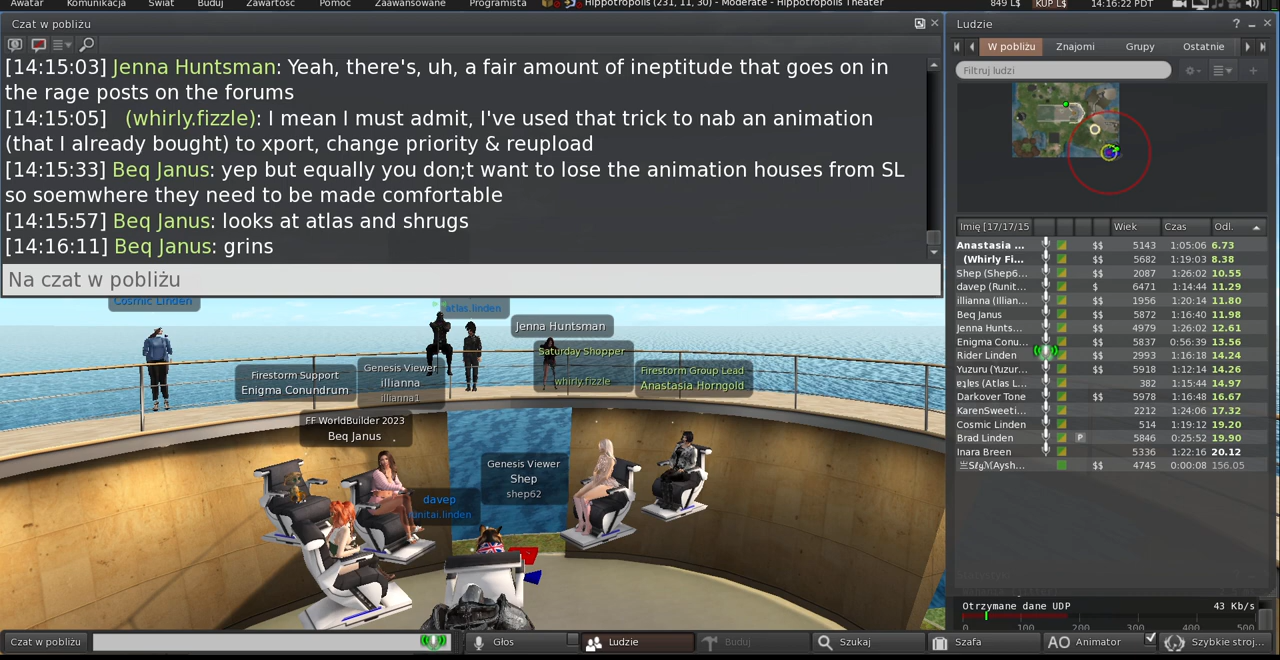 Awatar Komunikacja Świat Buduj Zawartość Pomoc Zaawansowane Programista Hippotropolis (231, 11, 30) - Moderate - Hippotropolis Theater 849 L$ KUP L$ 14:16:22 PDT
Czat w pobliżu
[14:15:03] Jenna Huntsman: Yeah, there's, uh, a fair amount of ineptitude that goes on in
the rage posts on the forums
[14:15:05] (whirly.fizzle): I mean I must admit, I've used that trick to nab an animation
(that I already bought) to xport, change priority & reupload
[14:15:33] Beq Janus: yep but equally you don;t want to lose the animation houses from SL
so soemwhere they need to be made comfortable
[14:15:57] Beq Janus: looks at atlas and shrugs
[14:16:11] Beq Janus: grins
Na czat w pobliżu
Cosmic Linden
atlas.linden
Jenna Huntsman
Saturday Shopper
whirly.fizzle
Firestorm Group Lead
Anastasia Horngold
Firestorm Support
Enigma Conundrum
Genesis Viewer
illianna
illianna1
FF WorldBuilder 2023
Beq Janus
Genesis Viewer
Shep
shep62
davep
runitai.linden
Ludzie
W pobliżu Znajomi Grupy Ostatnie
Filtruj ludzi
Imię [17/17/15 Wiek Czas Odl.
Anastasia ... $$ 5143 1:05:06 6.73
(Whirly Fi... $$ 5682 1:19:03 8.38
Shep (Shep6... $$ 2087 1:26:02 10.55
davep (Runit... 6471 1:14:44 11.29
illianna (Illian... $$ 1956 1:20:14 11.80
Beq Janus $$ 5872 1:16:40 11.98
Jenna Hunts... $$ 4979 1:26:02 12.61
Enigma Conu... $$ 5837 0:56:39 13.56
Rider Linden $$ 2993 1:16:18 14.24
Yuzuru (Yuzur... $$ 5918 1:12:14 14.26
(Atlas L... 382 1:15:44 14.97
Darkover Tone $$ 5978 1:16:48 16.67
KarenSweeti... 2212 1:24:06 17.32
Cosmic Linden 514 1:19:12 19.20
Brad Linden P 5846 0:25:52 19.90
Inara Breen 5336 1:22:16 20.12
(Aysh... $$ 4745 0:00:08 156.05
Otrzymane dane UDP 43 Kb/s
0 100 200 300 400 500
Czat w pobliżu Głos Ludzie Buduj Szukaj Szafa AO Animator Szybkie stroj...